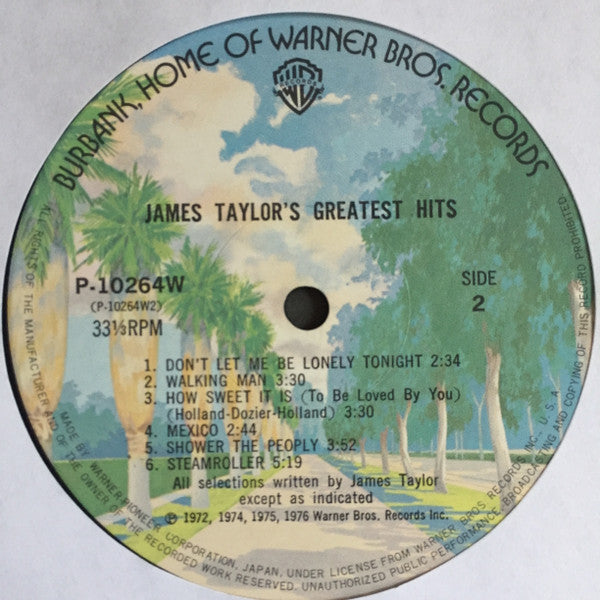 BURBANK, HOME OF WARNER BROS. RECORDS
WB
RECORDS
JAMES TAYLOR'S GREATEST HITS
P-10264W
(P-10264W2)
33⅓RPM
SIDE
2
1. DON'T LET ME BE LONELY TONIGHT 2:34
2. WALKING MAN 3:30
3. HOW SWEET IT IS (To Be Loved By You)
(Holland-Dozier-Holland) 3:30
4. MEXICO 2:44
5. SHOWER THE PEOPLY 3:52
6. STEAMROLLER 5:19
All selections written by James Taylor
except as indicated
℗ 1972, 1974, 1975, 1976 Warner Bros. Records Inc.
MADE BY WARNER-PIONEER CORPORATION, JAPAN, UNDER LICENSE FROM WARNER BROS RECORDS INC., U.S.A
ALL RIGHTS OF THE MANUFACTURER AND OF THE OWNER OF THE RECORDED WORK RESERVED. UNAUTHORIZED PUBLIC PERFORMANCE, BROADCASTING AND COPYING OF THIS RECORD PROHIBITED.